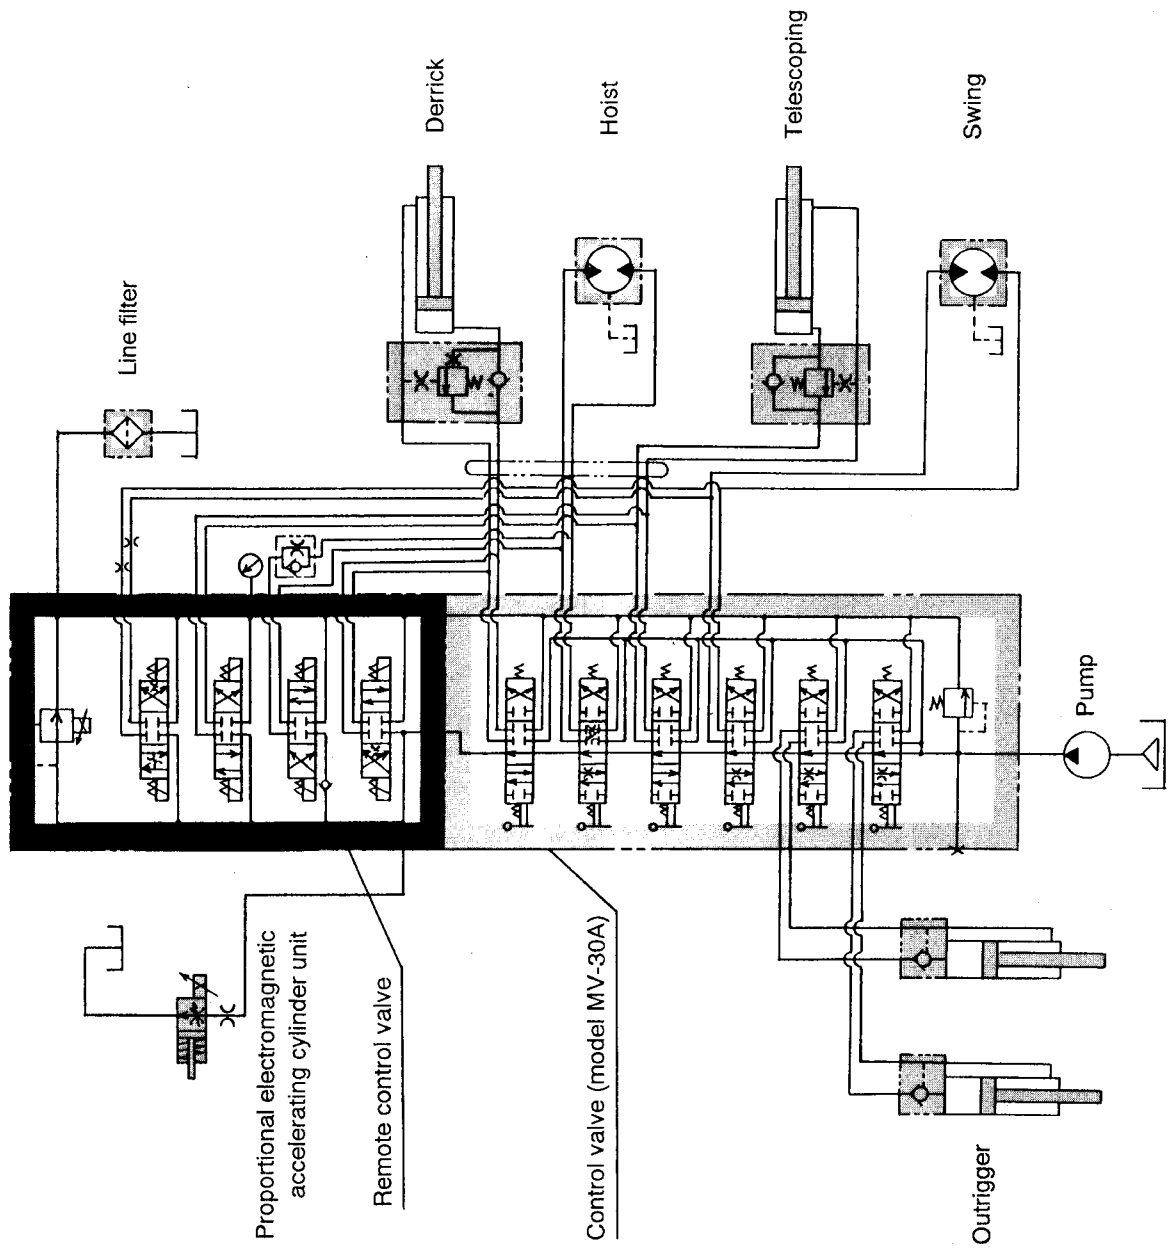 Derrick
Hoist
Telescoping
Swing
Line filter
Pump
Proportional electromagnetic
accelerating cylinder unit
Remote control valve
Control valve (model MV-30A)
Outrigger